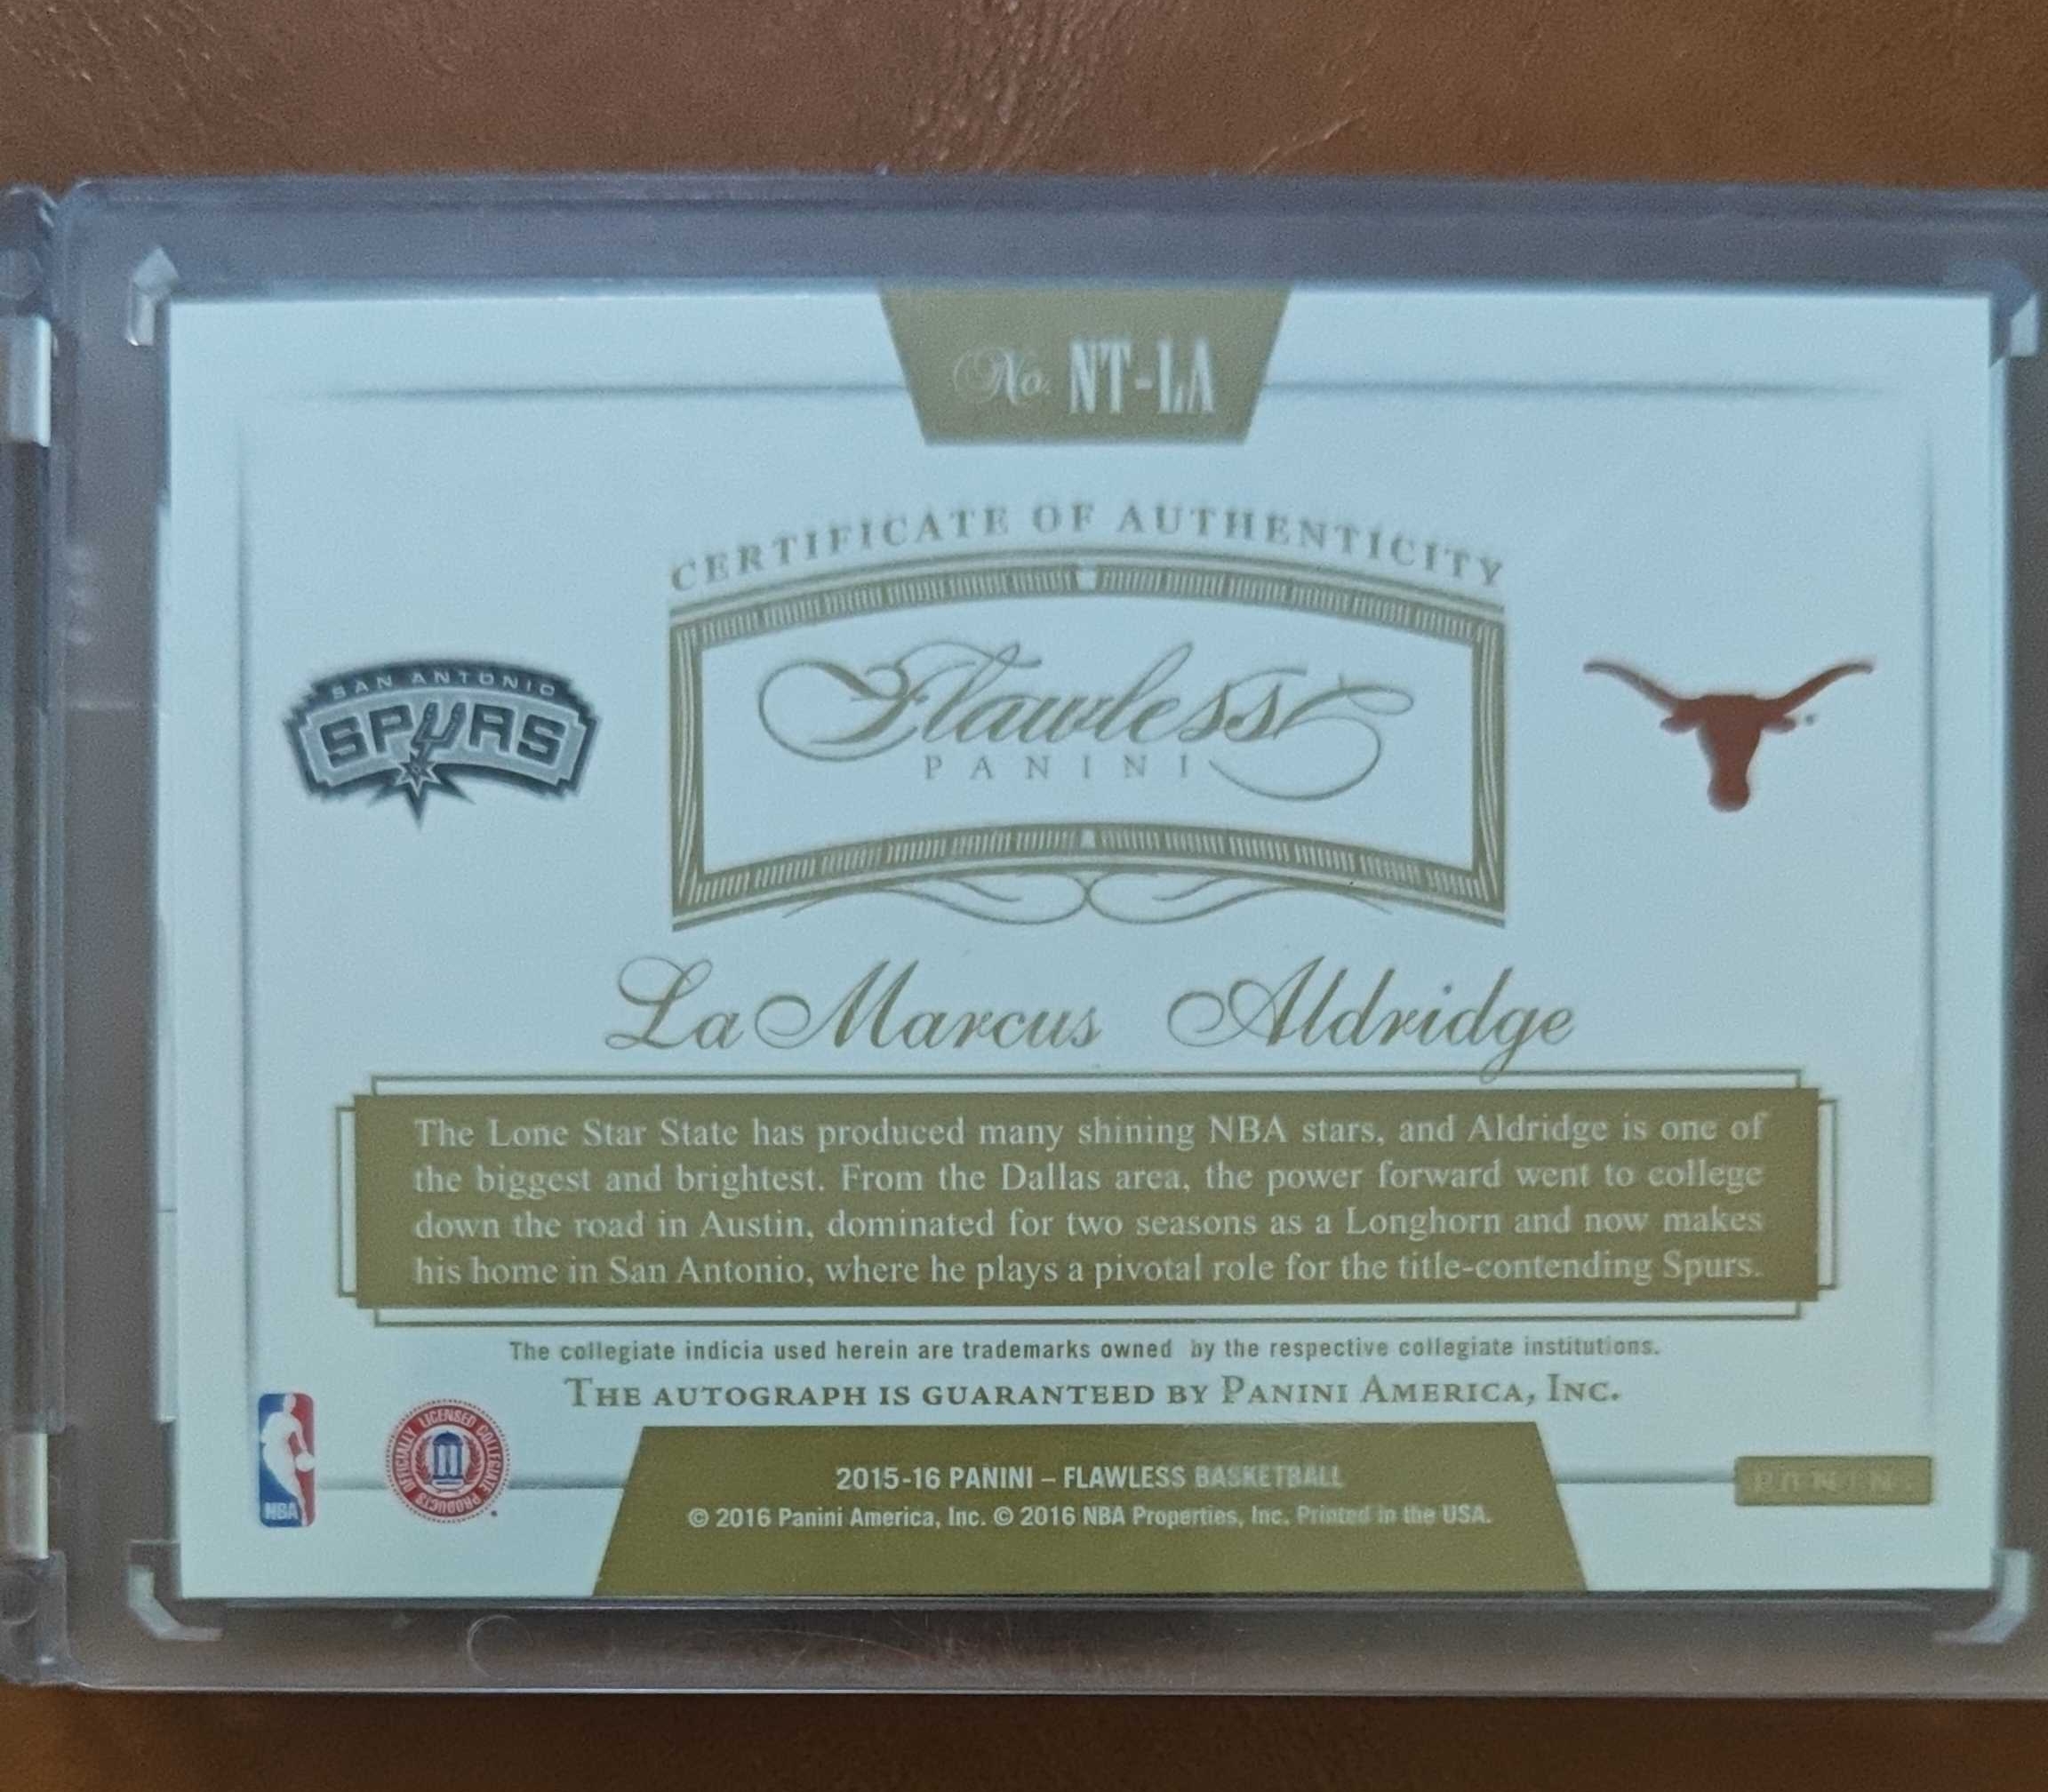 No. NT-LA
CERTIFICATE OF AUTHENTICITY
Flawless
PANINI
SAN ANTONIO
SPURS
LaMarcus Aldridge
The Lone Star State has produced many shining NBA stars, and Aldridge is one of
the biggest and brightest. From the Dallas area, the power forward went to college
down the road in Austin, dominated for two seasons as a Longhorn and now makes
his home in San Antonio, where he plays a pivotal role for the title-contending Spurs.
The collegiate indicia used herein are trademarks owned by the respective collegiate institutions.
THE AUTOGRAPH IS GUARANTEED BY PANINI AMERICA, INC.
NBA
OFFICIALLY LICENSED COLLEGIATE PRODUCTS
2015-16 PANINI – FLAWLESS BASKETBALL
© 2016 Panini America, Inc. © 2016 NBA Properties, Inc. Printed in the USA.
PANINI